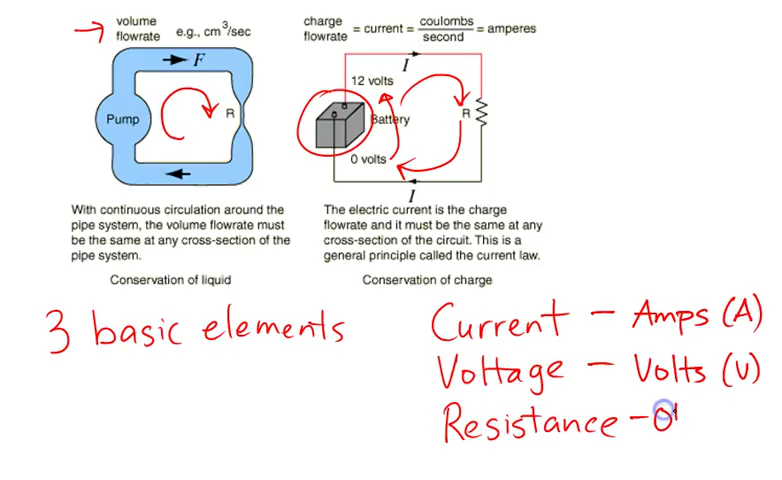 volume
flowrate e.g., cm³/sec
F
Pump
R
With continuous circulation around the
pipe system, the volume flowrate must
be the same at any cross-section of the
pipe system.
Conservation of liquid
charge
flowrate = current = coulombs / second = amperes
I
12 volts
Battery
R
0 volts
I
The electric current is the charge
flowrate and it must be the same at any
cross-section of the circuit. This is a
general principle called the current law.
Conservation of charge
3 basic elements
Current - Amps (A)
Voltage - Volts (V)
Resistance -